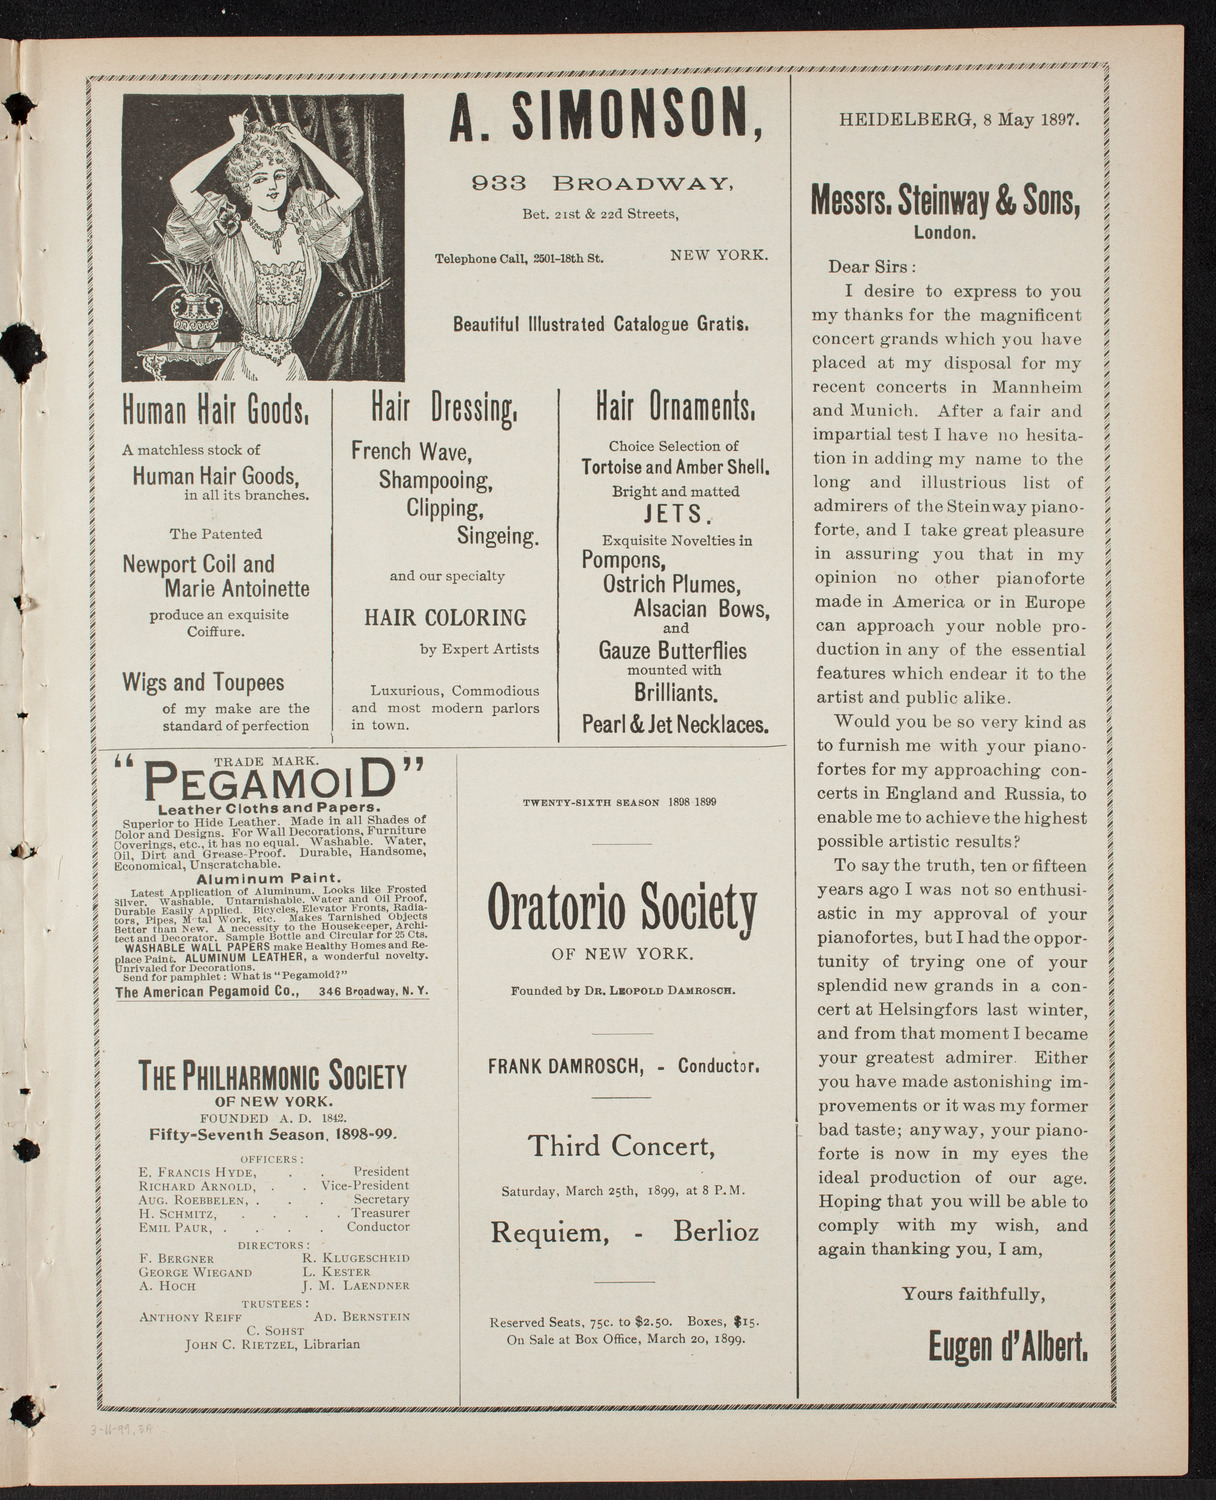 A. SIMONSON,
933 BROADWAY,
Bet. 21st & 22d Streets,
Telephone Call, 2501-18th St. NEW YORK.
Beautiful Illustrated Catalogue Gratis.
Human Hair Goods,
A matchless stock of
Human Hair Goods,
in all its branches.
The Patented
Newport Coil and
Marie Antoinette
produce an exquisite
Coiffure.
Wigs and Toupees
of my make are the
standard of perfection
Hair Dressing,
French Wave,
Shampooing,
Clipping,
Singeing.
and our specialty
HAIR COLORING
by Expert Artists
Luxurious, Commodious
and most modern parlors
in town.
Hair Ornaments,
Choice Selection of
Tortoise and Amber Shell,
Bright and matted
JETS.
Exquisite Novelties in
Pompons,
Ostrich Plumes,
Alsacian Bows,
and
Gauze Butterflies
mounted with
Brilliants.
Pearl & Jet Necklaces.
TRADE MARK.
"PEGAMOID"
Leather Cloths and Papers.
Superior to Hide Leather. Made in all Shades of
Color and Designs. For Wall Decorations, Furniture
Coverings, etc., it has no equal. Washable. Water,
Oil, Dirt and Grease-Proof. Durable, Handsome,
Economical, Unscratchable.
Aluminum Paint.
Latest Application of Aluminum. Looks like Frosted
Silver. Washable. Untarnishable. Water and Oil Proof,
Durable Easily Applied. Bicycles, Elevator Fronts, Radia-
tors, Pipes, M tal Work, etc. Makes Tarnished Objects
Better than New. A necessity to the Housekeeper, Archi-
tect and Decorator. Sample Bottle and Circular for 25 Cts.
WASHABLE WALL PAPERS make Healthy Homes and Re-
place Paint. ALUMINUM LEATHER, a wonderful novelty.
Unrivaled for Decorations.
Send for pamphlet: What is "Pegamoid?"
The American Pegamoid Co., 346 Broadway, N. Y.
THE PHILHARMONIC SOCIETY
OF NEW YORK.
FOUNDED A. D. 1842.
Fifty-Seventh Season, 1898-99.
OFFICERS:
E. FRANCIS HYDE, . . President
RICHARD ARNOLD, . . Vice-President
AUG. ROEBBELEN, . . . Secretary
H. SCHMITZ, . . . . Treasurer
EMIL PAUR, . . . . Conductor
DIRECTORS:
F. BERGNER R. KLUGESCHEID
GEORGE WIEGAND L. KESTER
A. HOCH J. M. LAENDNER
TRUSTEES:
ANTHONY REIFF AD. BERNSTEIN
C. SOHST
JOHN C. RIETZEL, Librarian
TWENTY-SIXTH SEASON 1898 1899
Oratorio Society
OF NEW YORK.
Founded by DR. LEOPOLD DAMROSCH.
FRANK DAMROSCH, - Conductor.
Third Concert,
Saturday, March 25th, 1899, at 8 P.M.
Requiem, - Berlioz
Reserved Seats, 75c. to $2.50. Boxes, $15.
On Sale at Box Office, March 20, 1899.
HEIDELBERG, 8 May 1897.
Messrs. Steinway & Sons,
London.
Dear Sirs:
I desire to express to you
my thanks for the magnificent
concert grands which you have
placed at my disposal for my
recent concerts in Mannheim
and Munich. After a fair and
impartial test I have no hesita-
tion in adding my name to the
long and illustrious list of
admirers of the Steinway piano-
forte, and I take great pleasure
in assuring you that in my
opinion no other pianoforte
made in America or in Europe
can approach your noble pro-
duction in any of the essential
features which endear it to the
artist and public alike.
Would you be so very kind as
to furnish me with your piano-
fortes for my approaching con-
certs in England and Russia, to
enable me to achieve the highest
possible artistic results?
To say the truth, ten or fifteen
years ago I was not so enthusi-
astic in my approval of your
pianofortes, but I had the oppor-
tunity of trying one of your
splendid new grands in a con-
cert at Helsingfors last winter,
and from that moment I became
your greatest admirer. Either
you have made astonishing im-
provements or it was my former
bad taste; anyway, your piano-
forte is now in my eyes the
ideal production of our age.
Hoping that you will be able to
comply with my wish, and
again thanking you, I am,
Yours faithfully,
Eugen d'Albert.